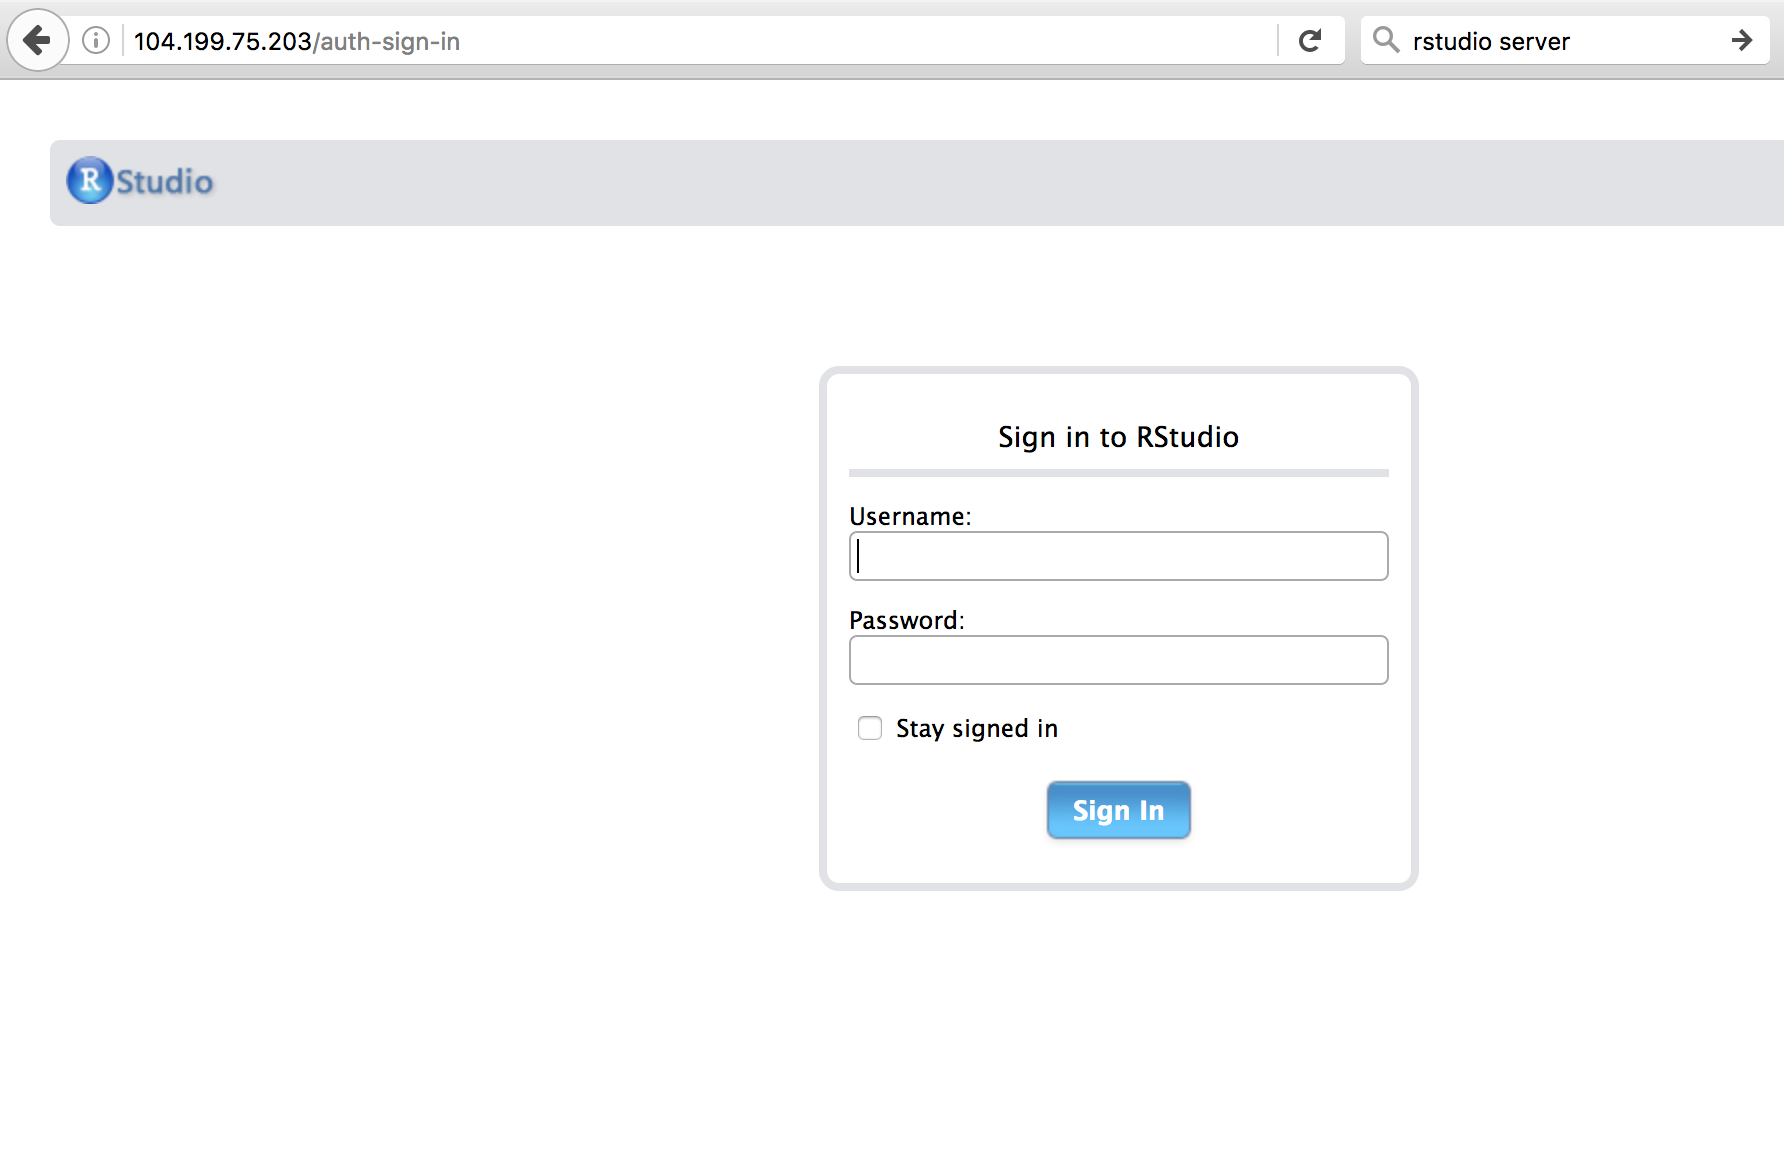 104.199.75.203/auth-sign-in
rstudio server
R Studio
Sign in to RStudio
Username:
Password:
Stay signed in
Sign In